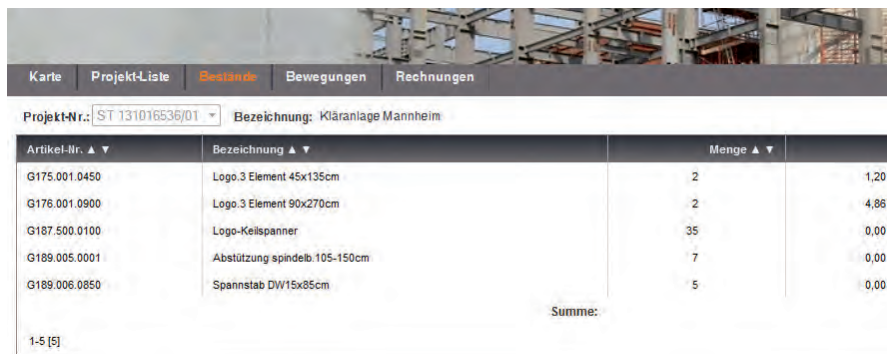 Karte Projekt-Liste Bestände Bewegungen Rechnungen
Projekt-Nr.: ST 131016536/01 Bezeichnung: Kläranlage Mannheim
Artikel-Nr. ▲ ▼ Bezeichnung ▲ ▼ Menge ▲ ▼
G175.001.0450 Logo.3 Element 45x135cm 2 1,20
G176.001.0900 Logo.3 Element 90x270cm 2 4,86
G187.500.0100 Logo-Keilspanner 35 0,00
G189.005.0001 Abstützung spindelb.105-150cm 7 0,00
G189.006.0850 Spannstab DW15x85cm 5 0,00
Summe:
1-5 [5]